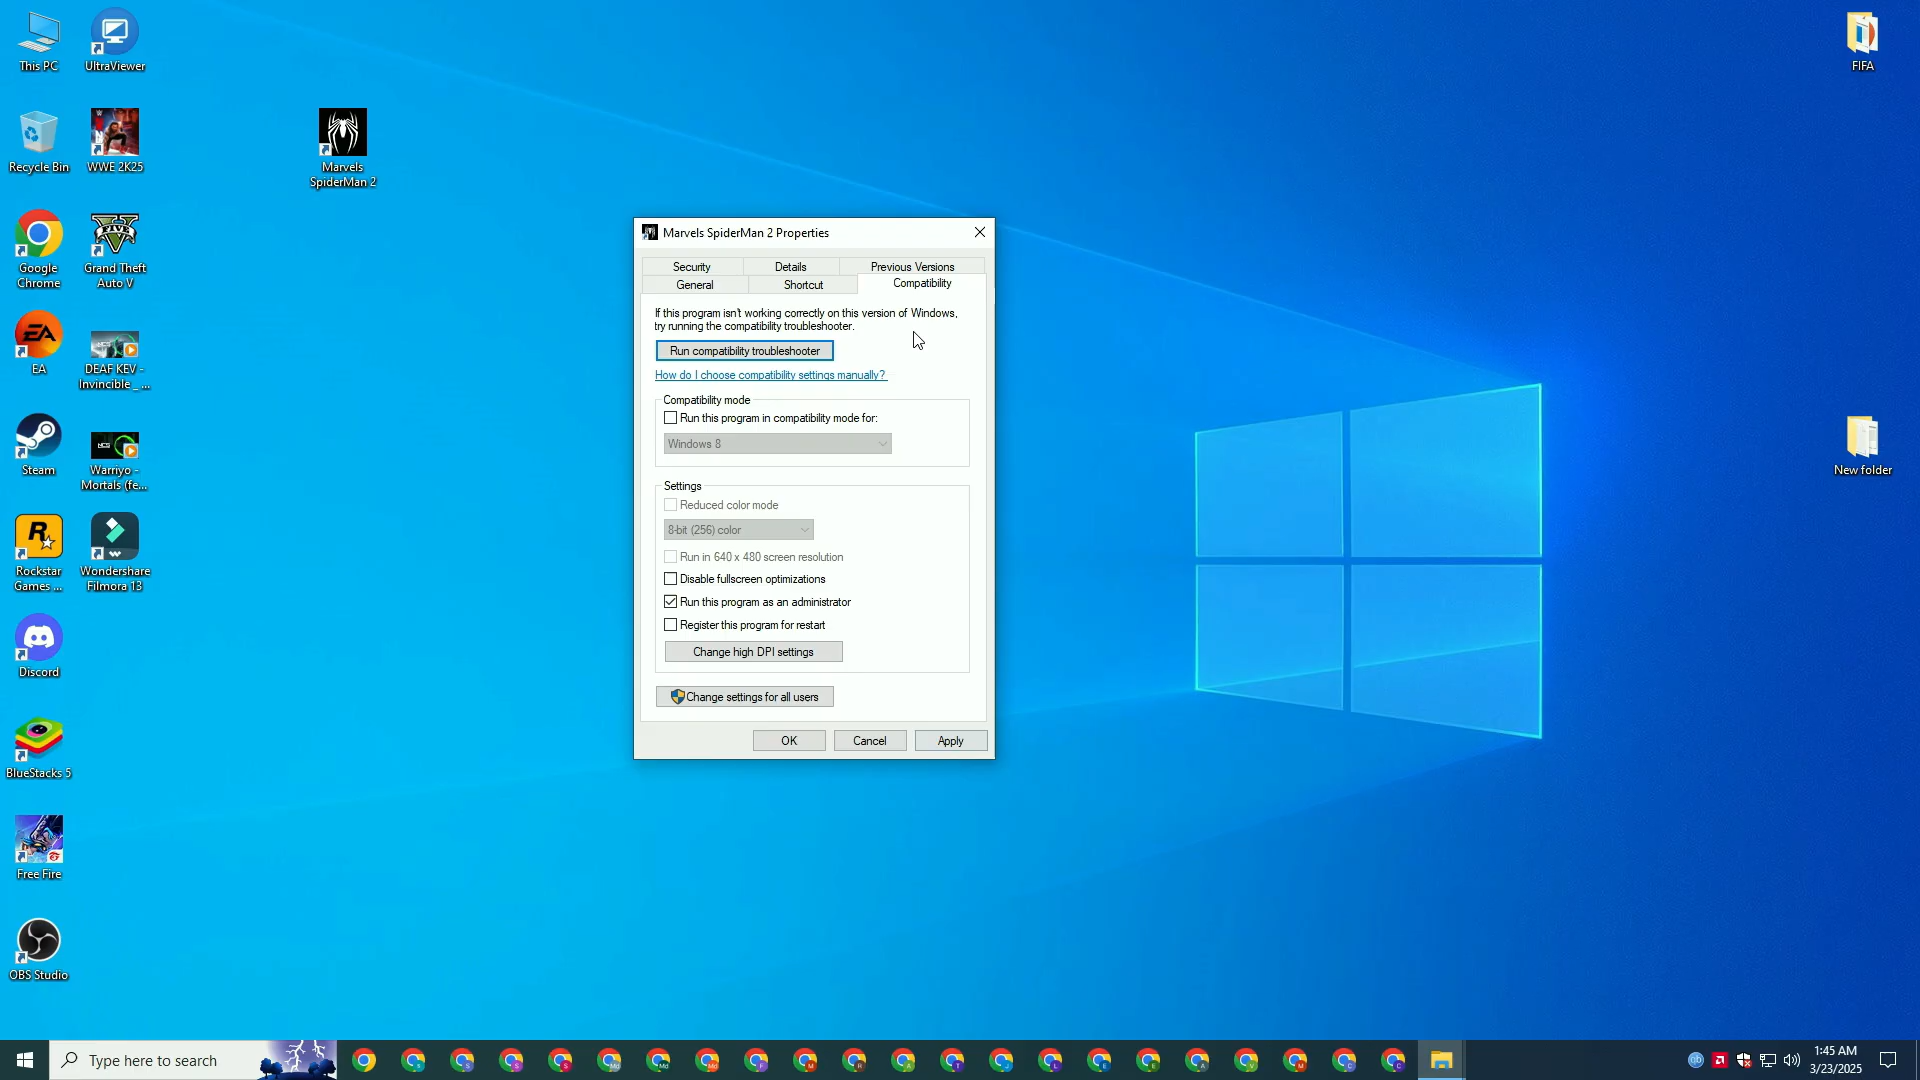 This PC
UltraViewer
FIFA
Recycle Bin
WWE 2K25
Marvels
SpiderMan 2
Google
Chrome
Grand Theft
Auto V
EA
DEAF KEV -
Invincible _ ...
Steam
Warriyo -
Mortals (fe...
New folder
Rockstar
Games ...
Wondershare
Filmora 13
Discord
BlueStacks 5
Free Fire
OBS Studio
Marvels SpiderMan 2 Properties
Security
Details
Previous Versions
General
Shortcut
Compatibility
If this program isn't working correctly on this version of Windows,
try running the compatibility troubleshooter.
Run compatibility troubleshooter
How do I choose compatibility settings manually?
Compatibility mode
Run this program in compatibility mode for:
Windows 8
Settings
Reduced color mode
8-bit (256) color
Run in 640 x 480 screen resolution
Disable fullscreen optimizations
Run this program as an administrator
Register this program for restart
Change high DPI settings
Change settings for all users
OK
Cancel
Apply
Type here to search
1:45 AM
3/23/2025